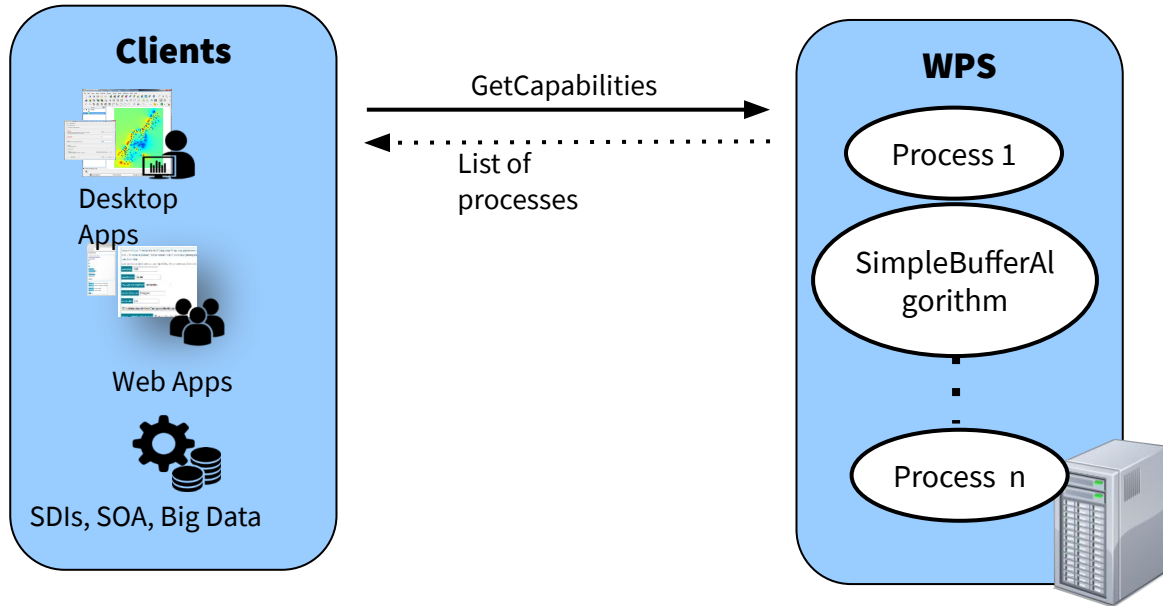 Clients
Desktop
Apps
Web Apps
SDIs, SOA, Big Data
GetCapabilities
List of
processes
WPS
Process 1
SimpleBufferAl
gorithm
Process n